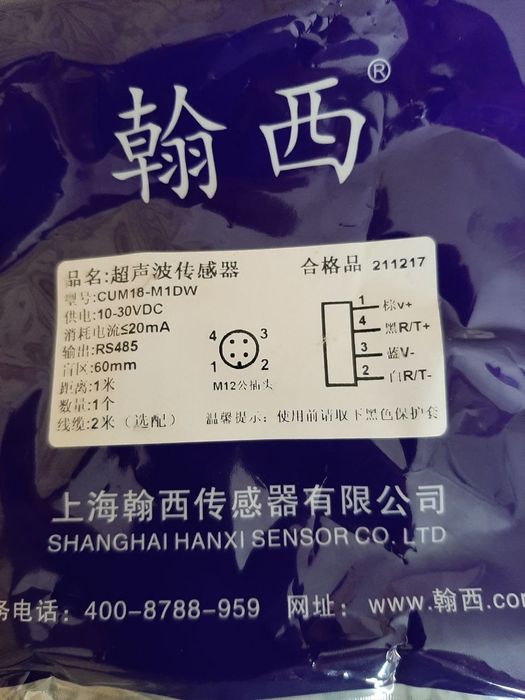 翰西®
品名:超声波传感器 合格品 211217
型号:CUM18-M1DW
供电:10-30VDC
消耗电流≤20mA
输出:RS485
盲区:60mm
距离:1米
数量:1个
线缆:2米（选配）
4 3
1 2
M12公插头
1 棕v+
4 黑R/T+
3 蓝V-
2 白R/T-
温馨提示：使用前请取下黑色保护套
上海翰西传感器有限公司
SHANGHAI HANXI SENSOR CO. LTD
务电话：400-8788-959 网址：www.翰西.com